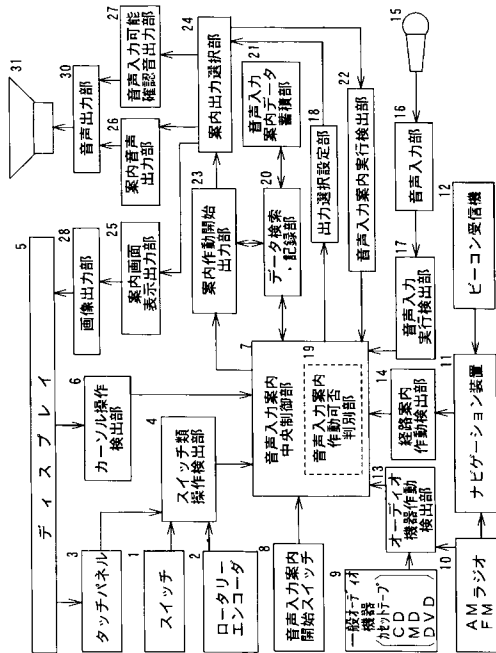 31
30
音声出力部
27
音声入力可能
確認音出力部
26
案内音声
出力部
24
案内出力選択部
5
ディスプレイ
28
画像出力部
25
案内画面
表示出力部
23
案内作動開始
出力部
21
音声入力
案内データ
蓄積部
20
データ検索
・記録部
18
出力選択設定部
22
音声入力案内実行検出部
15
16
音声入力部
17
音声入力
実行検出部
6
カーソル操作
検出部
4
スイッチ類
操作検出部
7
音声入力案内
中央制御部
19
音声入力案内
作動可否
判別部
3
タッチパネル
1
スイッチ
2
ロータリー
エンコーダ
8
音声入力案内
開始スイッチ
9
一般オーディオ
機器
カセットテープ
CD
MD
DVD
13
オーディオ
機器作動
検出部
14
経路案内
作動検出部
10
AM
FMラジオ
11
ナビゲーション装置
12
ビーコン受信機